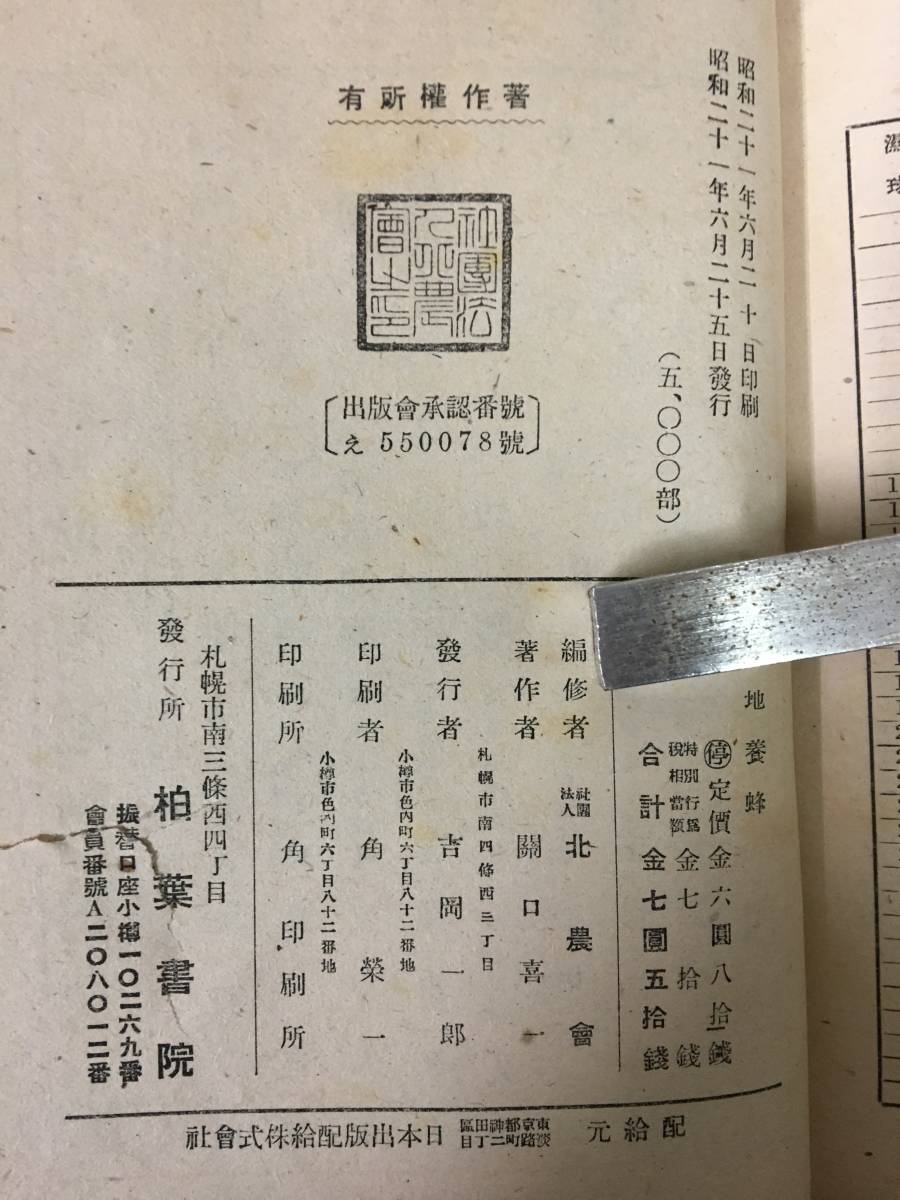 昭和二十一年六月二十日印刷
昭和二十一年六月二十五日發行
(五、〇〇〇部)
著作權所有
社團法
人北農
會之印
出版會承認番號
え 550078號
地養蜂
停定價金六圓八拾錢
特別行爲
税相當額
金七拾錢
合計金七圓五拾錢
編修者 社團法人 北農會
著作者 關口喜一
札幌市南四條西三丁目
發行者 吉岡一郎
小樽市色内町六丁目八十二番地
印刷者 角榮一
小樽市色内町六丁目八十二番地
印刷所 角印刷所
札幌市南三條西四丁目
發行所 柏葉書院
振替口座小樽一〇二六九番
會員番號A二〇八〇一二番
配給元 東京都神田區淡路町二丁目 日本出版配給株式會社
濕
球